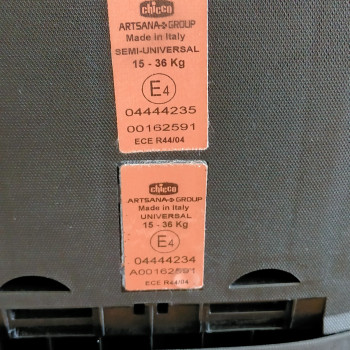 chicco
ARTSANA GROUP
Made in Italy
SEMI-UNIVERSAL
15 - 36 Kg
E4
04444235
00162591
ECE R44/04
chicco
ARTSANA GROUP
Made in Italy
UNIVERSAL
15 - 36 Kg
E4
04444234
A00162591
ECE R44/04